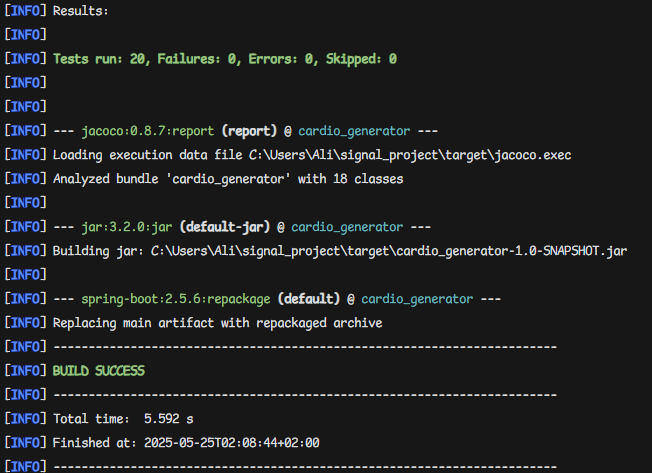 [INFO] Results:
[INFO]
[INFO] Tests run: 20, Failures: 0, Errors: 0, Skipped: 0
[INFO]
[INFO]
[INFO] --- jacoco:0.8.7:report (report) @ cardio_generator ---
[INFO] Loading execution data file C:\Users\Ali\signal_project\target\jacoco.exec
[INFO] Analyzed bundle 'cardio_generator' with 18 classes
[INFO]
[INFO] --- jar:3.2.0:jar (default-jar) @ cardio_generator ---
[INFO] Building jar: C:\Users\Ali\signal_project\target\cardio_generator-1.0-SNAPSHOT.jar
[INFO]
[INFO] --- spring-boot:2.5.6:repackage (default) @ cardio_generator ---
[INFO] Replacing main artifact with repackaged archive
[INFO] ------------------------------------------------------------------------
[INFO] BUILD SUCCESS
[INFO] ------------------------------------------------------------------------
[INFO] Total time:  5.592 s
[INFO] Finished at: 2025-05-25T02:08:44+02:00
[INFO] ------------------------------------------------------------------------